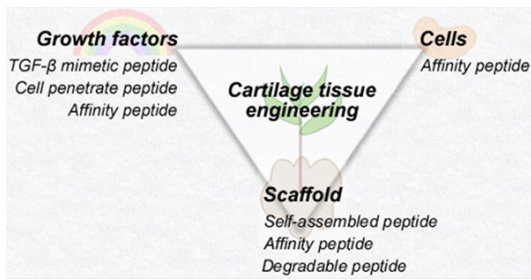 Growth factors
TGF-β mimetic peptide
Cell penetrate peptide
Affinity peptide
Cells
Affinity peptide
Cartilage tissue
engineering
Scaffold
Self-assembled peptide
Affinity peptide
Degradable peptide